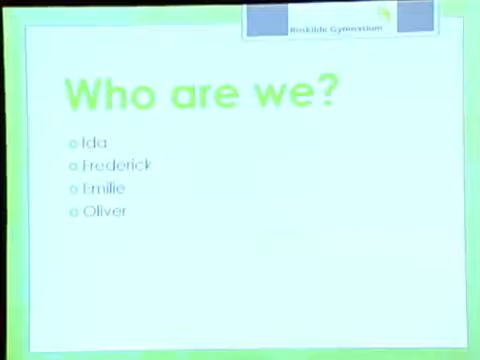 Roskilde Gymnasium
Who are we?
Ida
Frederick
Emilie
Oliver